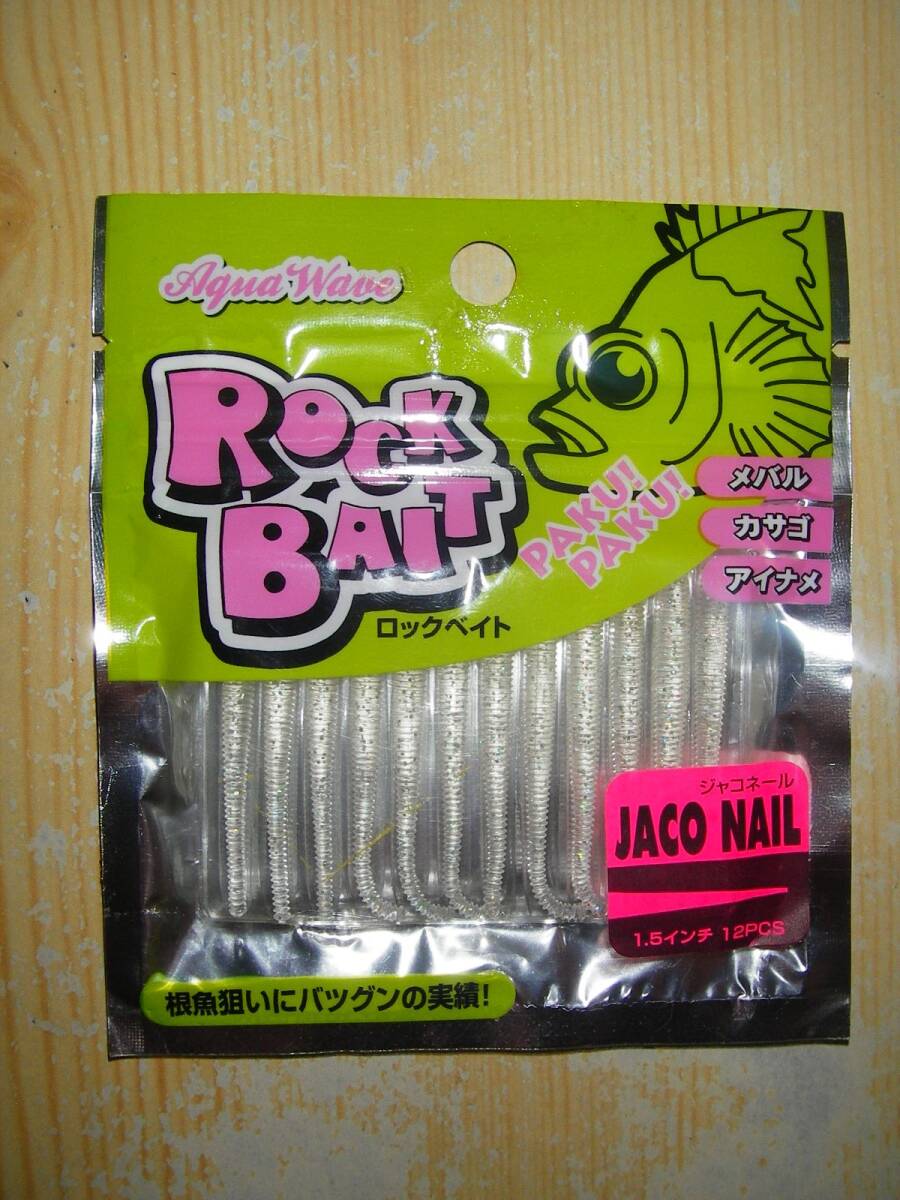 Aqua Wave
ROCK
BAIT
ロックベイト
PAKU!
PAKU!
メバル
カサゴ
アイナメ
ジャコネール
JACO NAIL
1.5インチ 12PCS
根魚狙いにバツグンの実績!